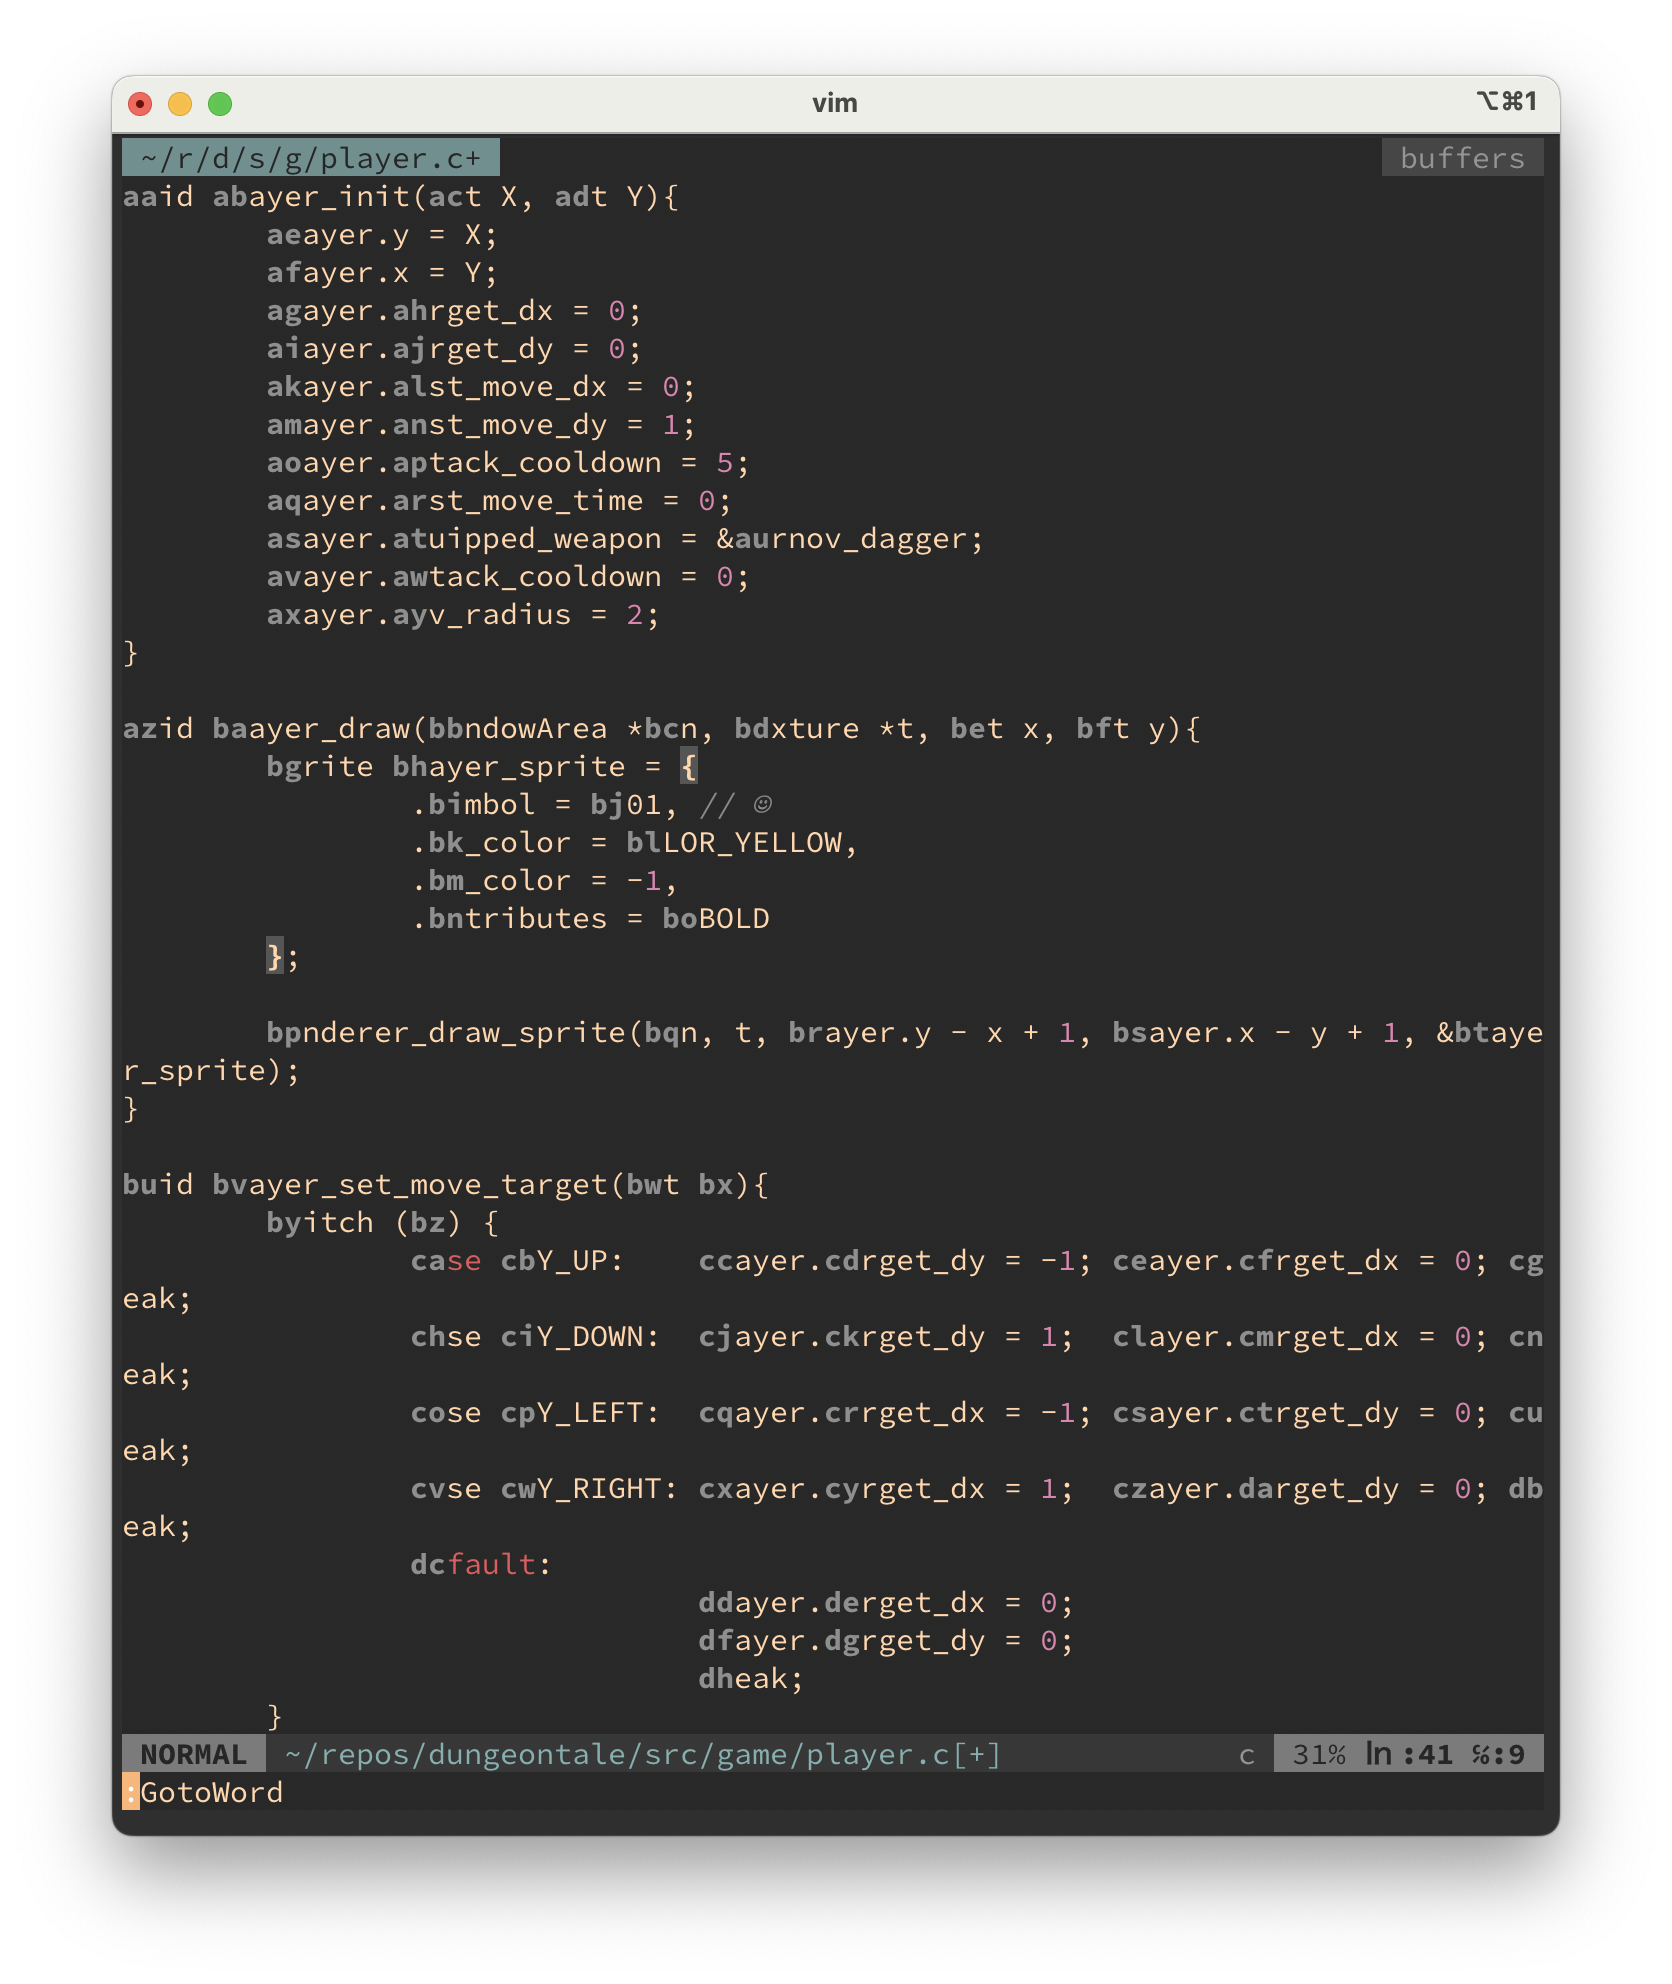 vim ⌥⌘1
~/r/d/s/g/player.c+ buffers
aaid abayer_init(act X, adt Y){
        aeayer.y = X;
        afayer.x = Y;
        agayer.ahrget_dx = 0;
        aiayer.ajrget_dy = 0;
        akayer.alst_move_dx = 0;
        amayer.anst_move_dy = 1;
        aoayer.aptack_cooldown = 5;
        aqayer.arst_move_time = 0;
        asayer.atuipped_weapon = &aurnov_dagger;
        avayer.awtack_cooldown = 0;
        axayer.ayv_radius = 2;
}
azid baayer_draw(bbndowArea *bcn, bdxture *t, bet x, bft y){
        bgrite bhayer_sprite = {
                .bimbol = bj01, // ☺
                .bk_color = blLOR_YELLOW,
                .bm_color = -1,
                .bntributes = boBOLD
        };
        bpnderer_draw_sprite(bqn, t, brayer.y - x + 1, bsayer.x - y + 1, &btaye
r_sprite);
}
buid bvayer_set_move_target(bwt bx){
        byitch (bz) {
                case cbY_UP:    ccayer.cdrget_dy = -1; ceayer.cfrget_dx = 0; cg
eak;
                chse ciY_DOWN:  cjayer.ckrget_dy = 1;  clayer.cmrget_dx = 0; cn
eak;
                cose cpY_LEFT:  cqayer.crrget_dx = -1; csayer.ctrget_dy = 0; cu
eak;
                cvse cwY_RIGHT: cxayer.cyrget_dx = 1;  czayer.darget_dy = 0; db
eak;
                dcfault:
                                ddayer.derget_dx = 0;
                                dfayer.dgrget_dy = 0;
                                dheak;
        }
NORMAL ~/repos/dungeontale/src/game/player.c[+] c 31% ㏑:41 ℅:9
:GotoWord